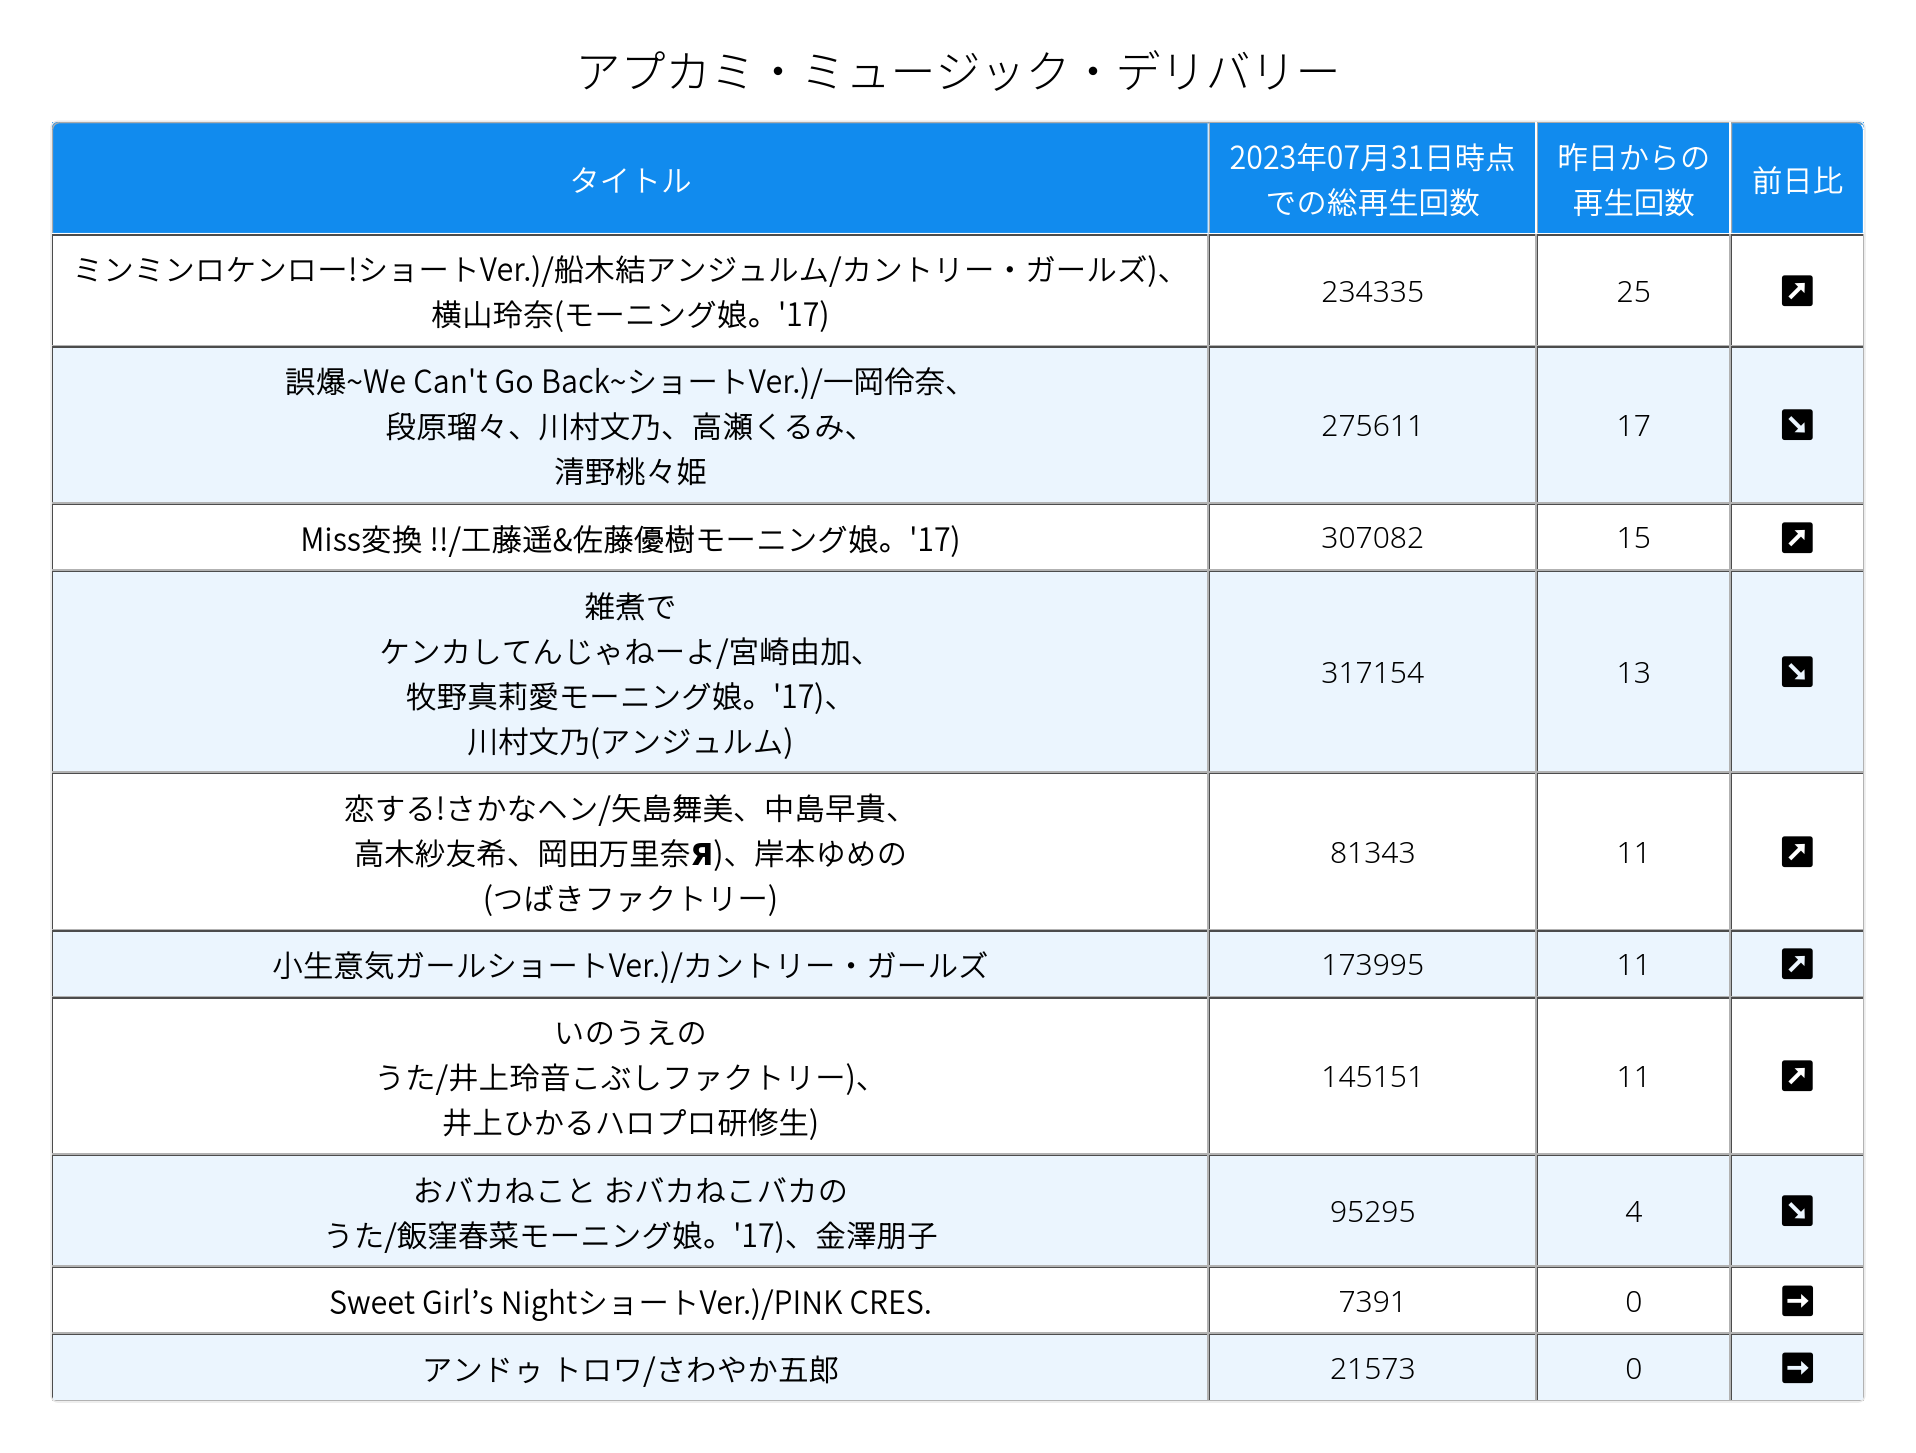 アプカミ・ミュージック・デリバリー
タイトル
2023年07月31日時点
での総再生回数
昨日からの
再生回数
前日比
ミンミンロケンロー!ショートVer.)/船木結アンジュルム/カントリー・ガールズ)、
横山玲奈(モーニング娘。'17)
234335
25
誤爆~We Can't Go Back~ショートVer.)/一岡伶奈、
段原瑠々、川村文乃、高瀬くるみ、
清野桃々姫
275611
17
Miss変換 !!/工藤遥&佐藤優樹モーニング娘。'17)
307082
15
雑煮で
ケンカしてんじゃねーよ/宮崎由加、
牧野真莉愛モーニング娘。'17)、
川村文乃(アンジュルム)
317154
13
恋する!さかなヘン/矢島舞美、中島早貴、
高木紗友希、岡田万里奈Я)、岸本ゆめの
(つばきファクトリー)
81343
11
小生意気ガールショートVer.)/カントリー・ガールズ
173995
11
いのうえの
うた/井上玲音こぶしファクトリー)、
井上ひかるハロプロ研修生)
145151
11
おバカねこと おバカねこバカの
うた/飯窪春菜モーニング娘。'17)、金澤朋子
95295
4
Sweet Girl’s NightショートVer.)/PINK CRES.
7391
0
アンドゥ トロワ/さわやか五郎
21573
0